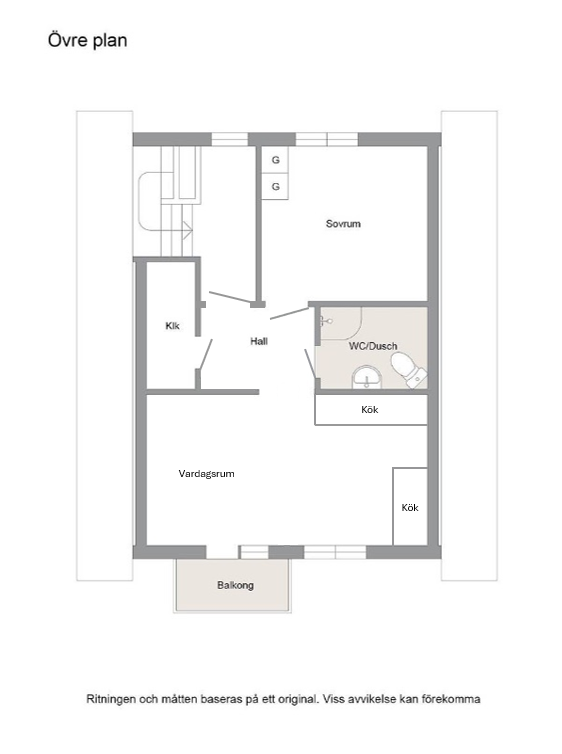 Övre plan
G
G
Sovrum
Klk
Hall
WC/Dusch
Kök
Vardagsrum
Kök
Balkong
Ritningen och måtten baseras på ett original. Viss avvikelse kan förekomma